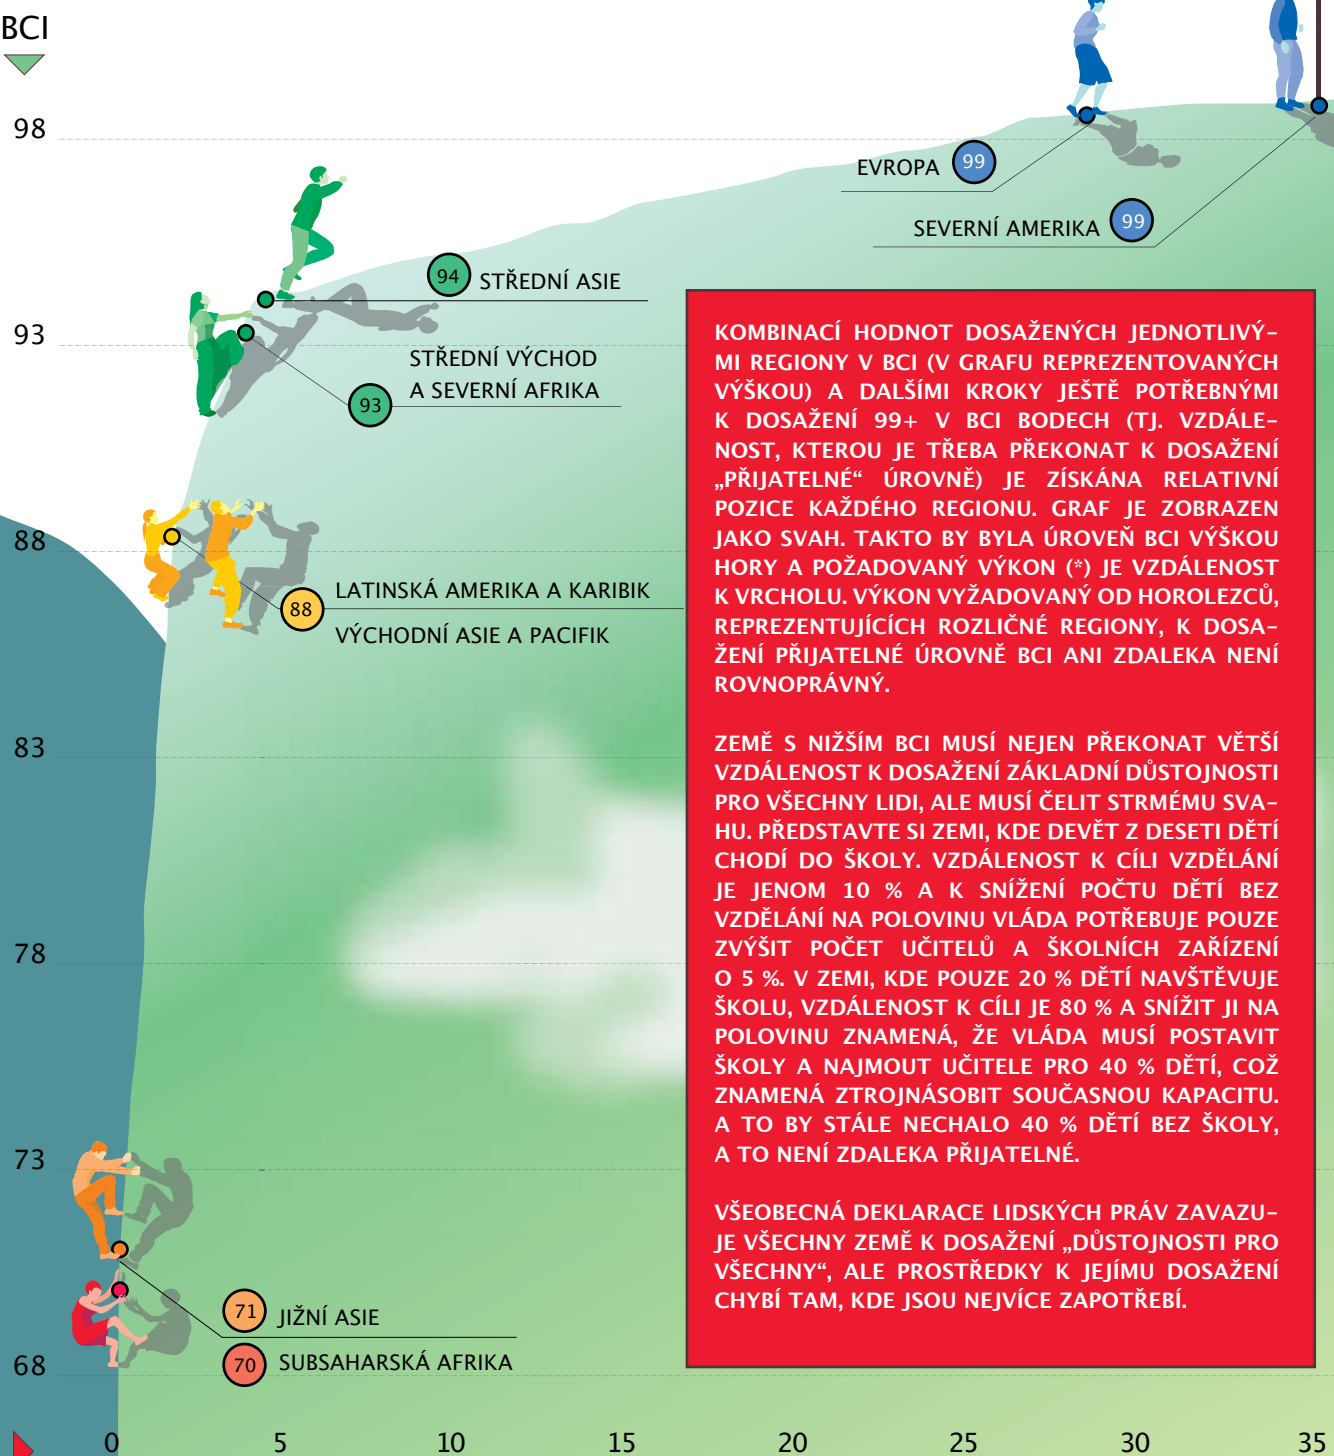 BCI
98
93
88
83
78
73
68
EVROPA 99
SEVERNÍ AMERIKA 99
94 STŘEDNÍ ASIE
STŘEDNÍ VÝCHOD
A SEVERNÍ AFRIKA
93
LATINSKÁ AMERIKA A KARIBIK
88
VÝCHODNÍ ASIE A PACIFIK
71 JIŽNÍ ASIE
70 SUBSAHARSKÁ AFRIKA
0 5 10 15 20 25 30 35
KOMBINACÍ HODNOT DOSAŽENÝCH JEDNOTLIVÝ-
MI REGIONY V BCI (V GRAFU REPREZENTOVANÝCH
VÝŠKOU) A DALŠÍMI KROKY JEŠTĚ POTŘEBNÝMI
K DOSAŽENÍ 99+ V BCI BODECH (TJ. VZDÁLE-
NOST, KTEROU JE TŘEBA PŘEKONAT K DOSAŽENÍ
„PŘIJATELNÉ“ ÚROVNĚ) JE ZÍSKÁNA RELATIVNÍ
POZICE KAŽDÉHO REGIONU. GRAF JE ZOBRAZEN
JAKO SVAH. TAKTO BY BYLA ÚROVEŇ BCI VÝŠKOU
HORY A POŽADOVANÝ VÝKON (*) JE VZDÁLENOST
K VRCHOLU. VÝKON VYŽADOVANÝ OD HOROLEZCŮ,
REPREZENTUJÍCÍCH ROZLIČNÉ REGIONY, K DOSA-
ŽENÍ PŘIJATELNÉ ÚROVNĚ BCI ANI ZDALEKA NENÍ
ROVNOPRÁVNÝ.
ZEMĚ S NIŽŠÍM BCI MUSÍ NEJEN PŘEKONAT VĚTŠÍ
VZDÁLENOST K DOSAŽENÍ ZÁKLADNÍ DŮSTOJNOSTI
PRO VŠECHNY LIDI, ALE MUSÍ ČELIT STRMÉMU SVA-
HU. PŘEDSTAVTE SI ZEMI, KDE DEVĚT Z DESETI DĚTÍ
CHODÍ DO ŠKOLY. VZDÁLENOST K CÍLI VZDĚLÁNÍ
JE JENOM 10 % A K SNÍŽENÍ POČTU DĚTÍ BEZ
VZDĚLÁNÍ NA POLOVINU VLÁDA POTŘEBUJE POUZE
ZVÝŠIT POČET UČITELŮ A ŠKOLNÍCH ZAŘÍZENÍ
O 5 %. V ZEMI, KDE POUZE 20 % DĚTÍ NAVŠTĚVUJE
ŠKOLU, VZDÁLENOST K CÍLI JE 80 % A SNÍŽIT JI NA
POLOVINU ZNAMENÁ, ŽE VLÁDA MUSÍ POSTAVIT
ŠKOLY A NAJMOUT UČITELE PRO 40 % DĚTÍ, COŽ
ZNAMENÁ ZTROJNÁSOBIT SOUČASNOU KAPACITU.
A TO BY STÁLE NECHALO 40 % DĚTÍ BEZ ŠKOLY,
A TO NENÍ ZDALEKA PŘIJATELNÉ.
VŠEOBECNÁ DEKLARACE LIDSKÝCH PRÁV ZAVAZU-
JE VŠECHNY ZEMĚ K DOSAŽENÍ „DŮSTOJNOSTI PRO
VŠECHNY“, ALE PROSTŘEDKY K JEJÍMU DOSAŽENÍ
CHYBÍ TAM, KDE JSOU NEJVÍCE ZAPOTŘEBÍ.